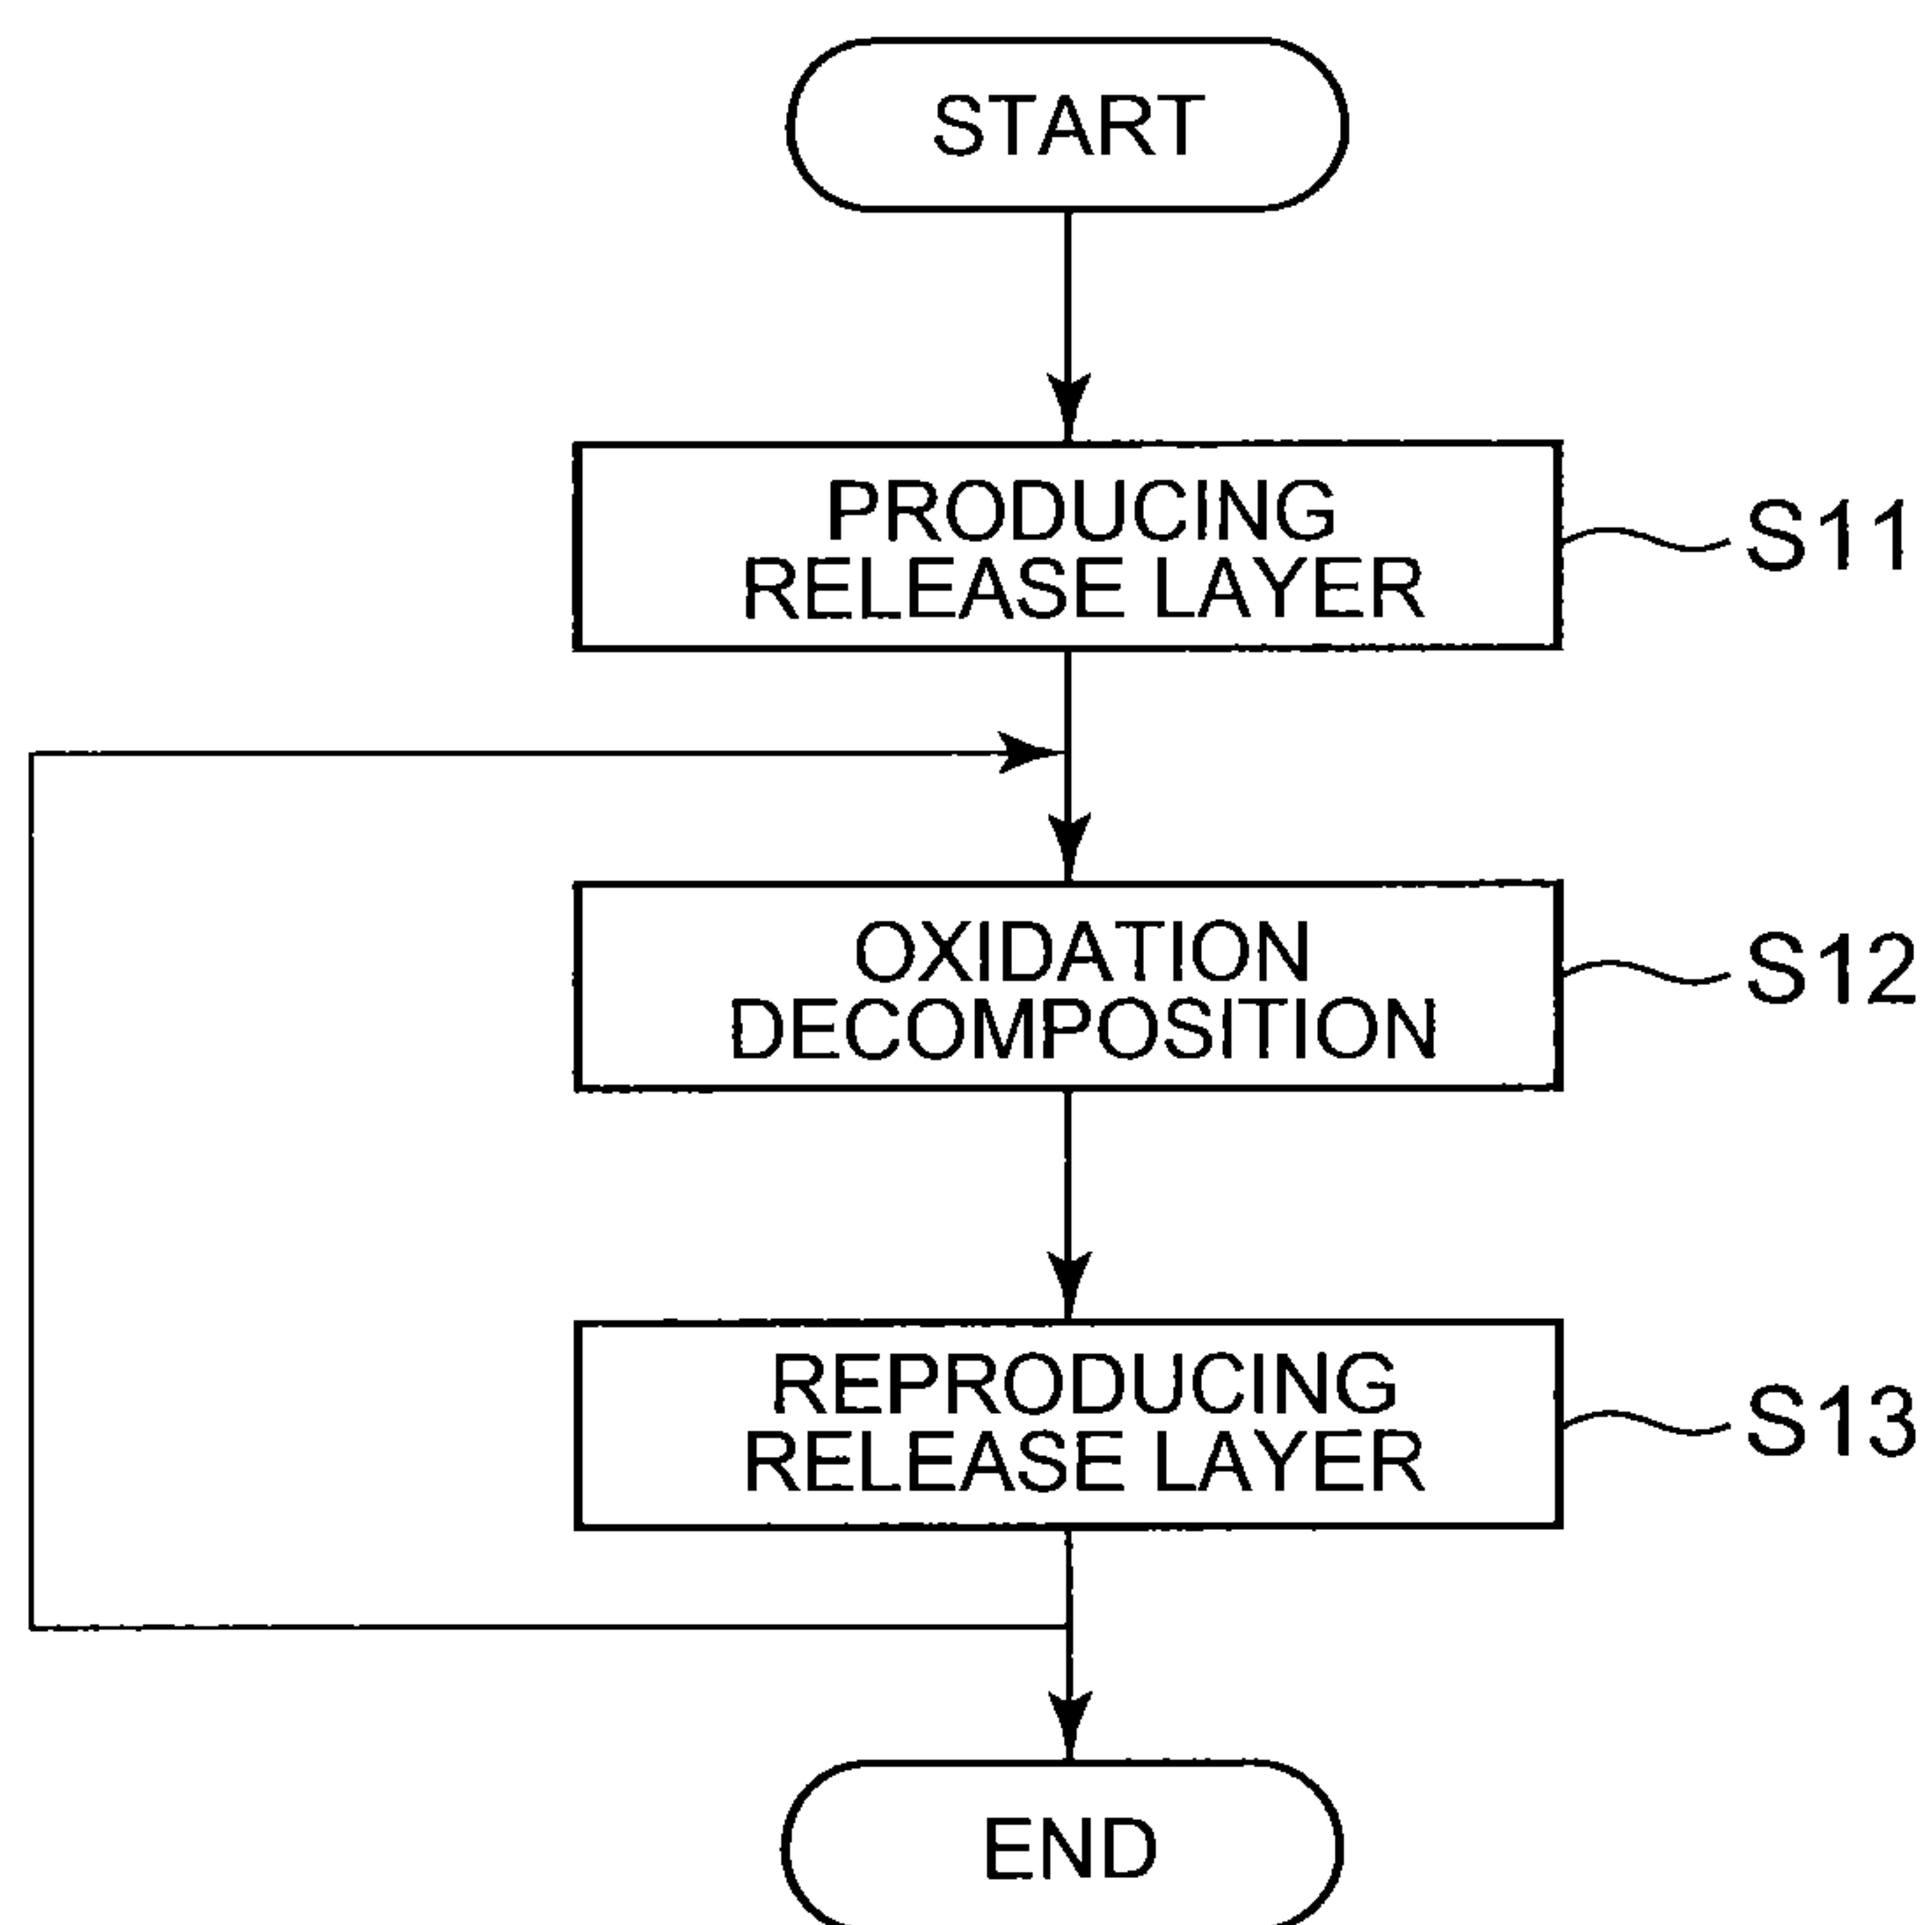 START
PRODUCING
RELEASE LAYER
S11
OXIDATION
DECOMPOSITION
S12
REPRODUCING
RELEASE LAYER
S13
END